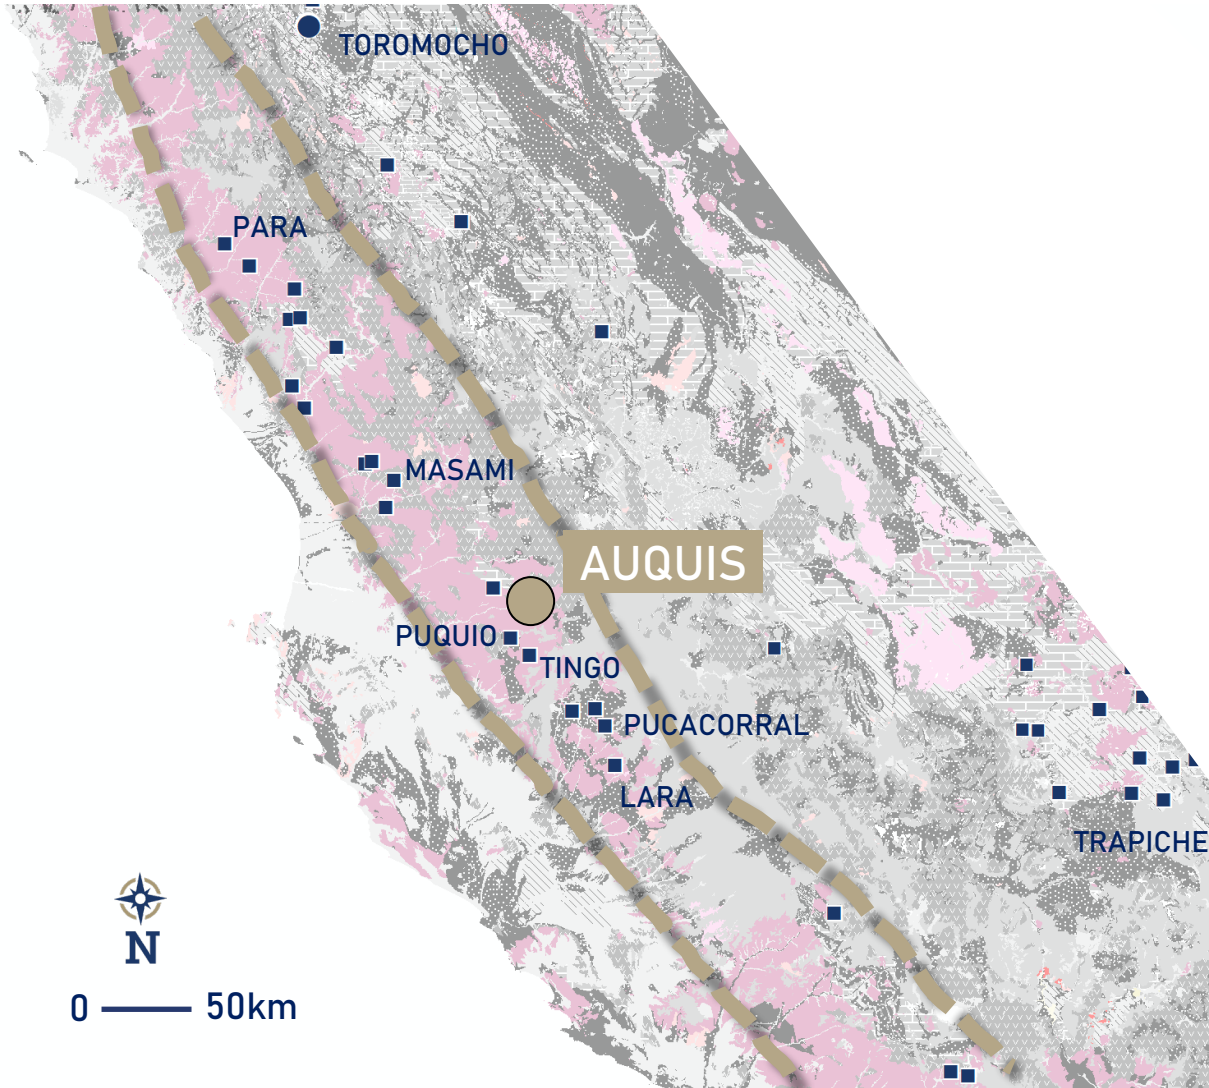 TOROMOCHO
PARA
MASAMI
AUQUIS
PUQUIO
TINGO
PUCACORRAL
LARA
TRAPICHE
N
0 50km